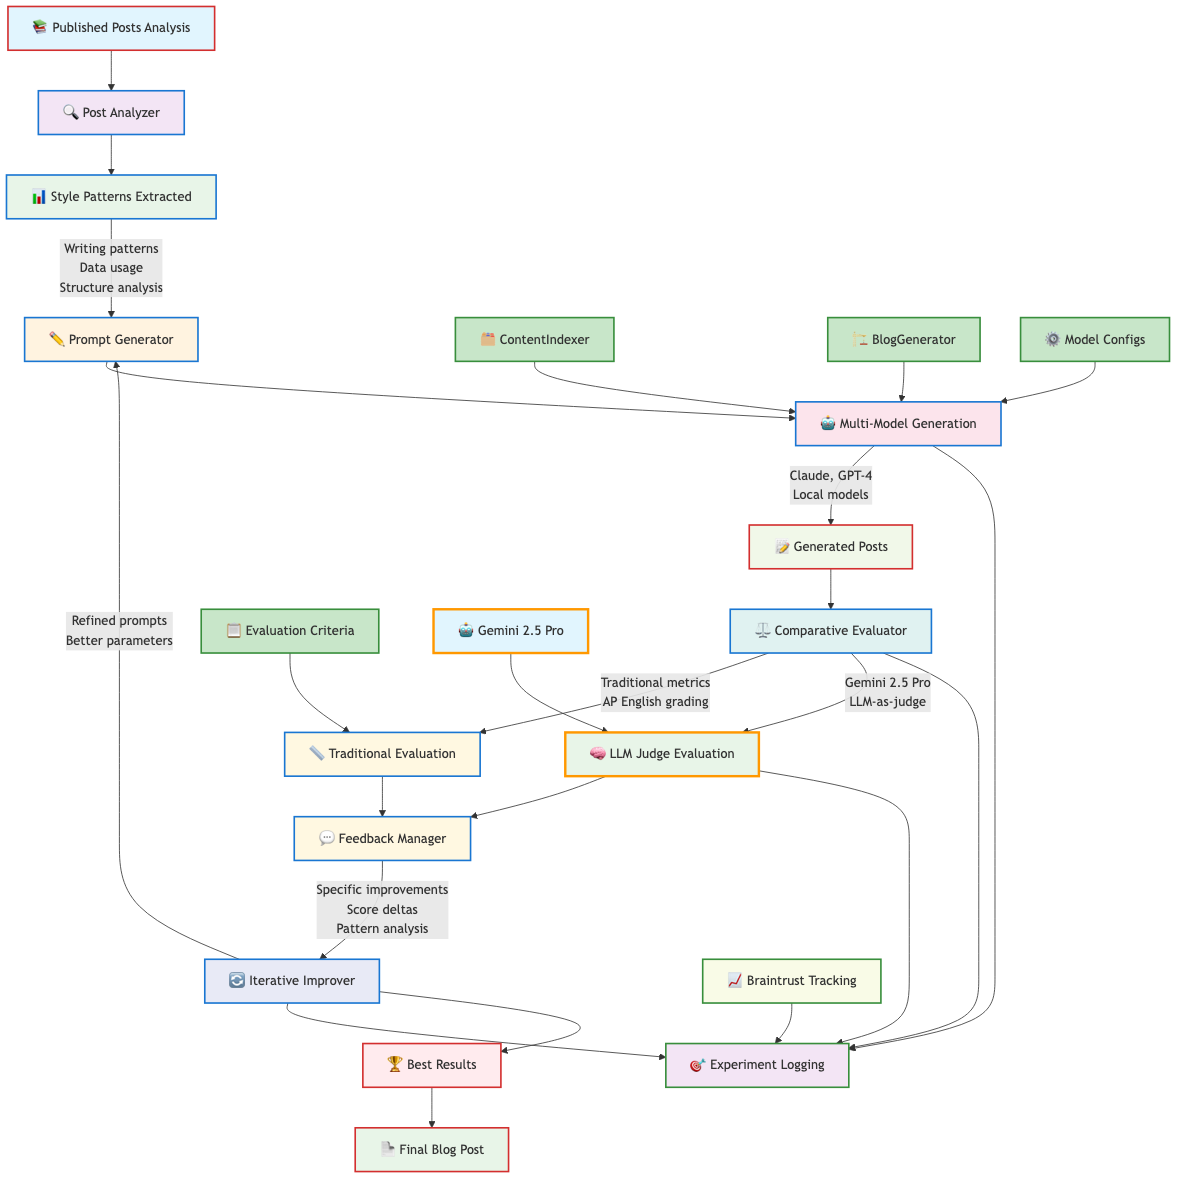 Published Posts Analysis
Post Analyzer
Style Patterns Extracted
Writing patterns
Data usage
Structure analysis
Prompt Generator
ContentIndexer
BlogGenerator
Model Configs
Multi-Model Generation
Claude, GPT-4
Local models
Generated Posts
Refined prompts
Better parameters
Evaluation Criteria
Gemini 2.5 Pro
Comparative Evaluator
Traditional metrics
AP English grading
Gemini 2.5 Pro
LLM-as-judge
Traditional Evaluation
LLM Judge Evaluation
Feedback Manager
Specific improvements
Score deltas
Pattern analysis
Iterative Improver
Braintrust Tracking
Best Results
Experiment Logging
Final Blog Post